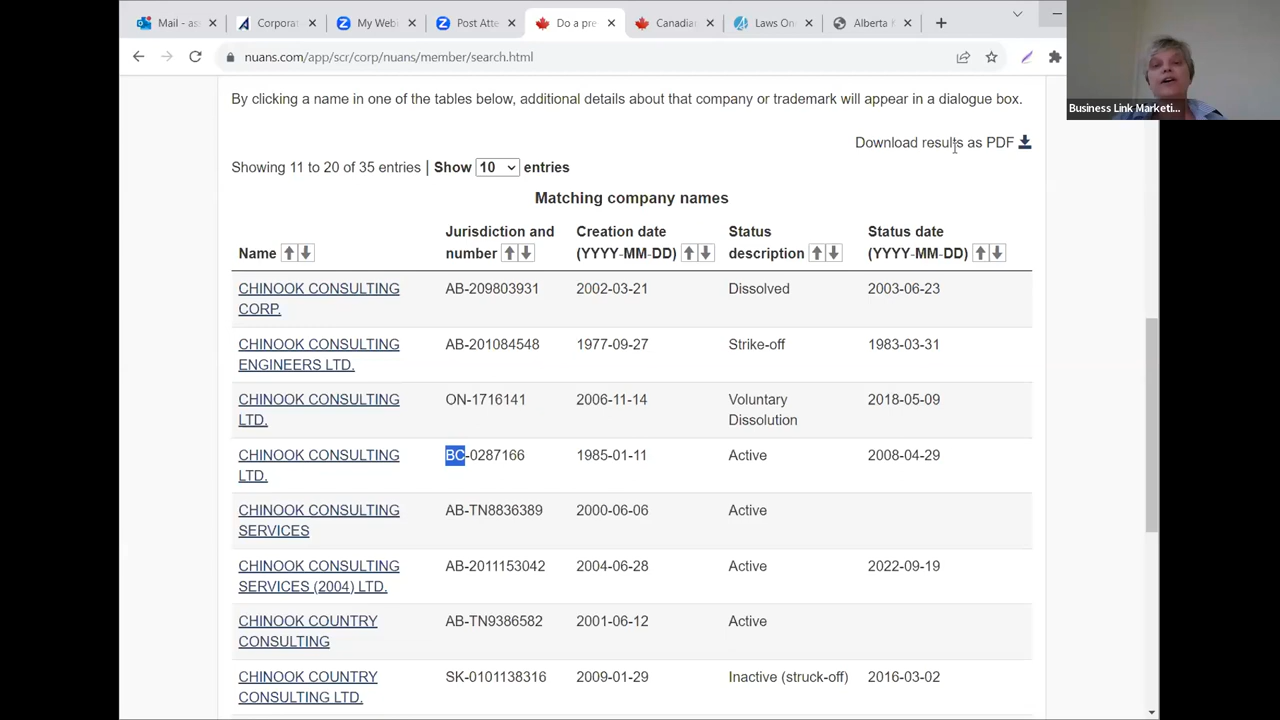 Mail - ass
Corporat
My Web
Post Atte
Do a pre
Canadia
Laws On
Alberta K
nuans.com/app/scr/corp/nuans/member/search.html
Business Link Marketi...
By clicking a name in one of the tables below, additional details about that company or trademark will appear in a dialogue box.
Download results as PDF
Showing 11 to 20 of 35 entries | Show 10 entries
Matching company names
Name
Jurisdiction and
number
Creation date
(YYYY-MM-DD)
Status
description
Status date
(YYYY-MM-DD)
CHINOOK CONSULTING
CORP.
AB-209803931
2002-03-21
Dissolved
2003-06-23
CHINOOK CONSULTING
ENGINEERS LTD.
AB-201084548
1977-09-27
Strike-off
1983-03-31
CHINOOK CONSULTING
LTD.
ON-1716141
2006-11-14
Voluntary
Dissolution
2018-05-09
CHINOOK CONSULTING
LTD.
BC-0287166
1985-01-11
Active
2008-04-29
CHINOOK CONSULTING
SERVICES
AB-TN8836389
2000-06-06
Active
CHINOOK CONSULTING
SERVICES (2004) LTD.
AB-2011153042
2004-06-28
Active
2022-09-19
CHINOOK COUNTRY
CONSULTING
AB-TN9386582
2001-06-12
Active
CHINOOK COUNTRY
CONSULTING LTD.
SK-0101138316
2009-01-29
Inactive (struck-off)
2016-03-02